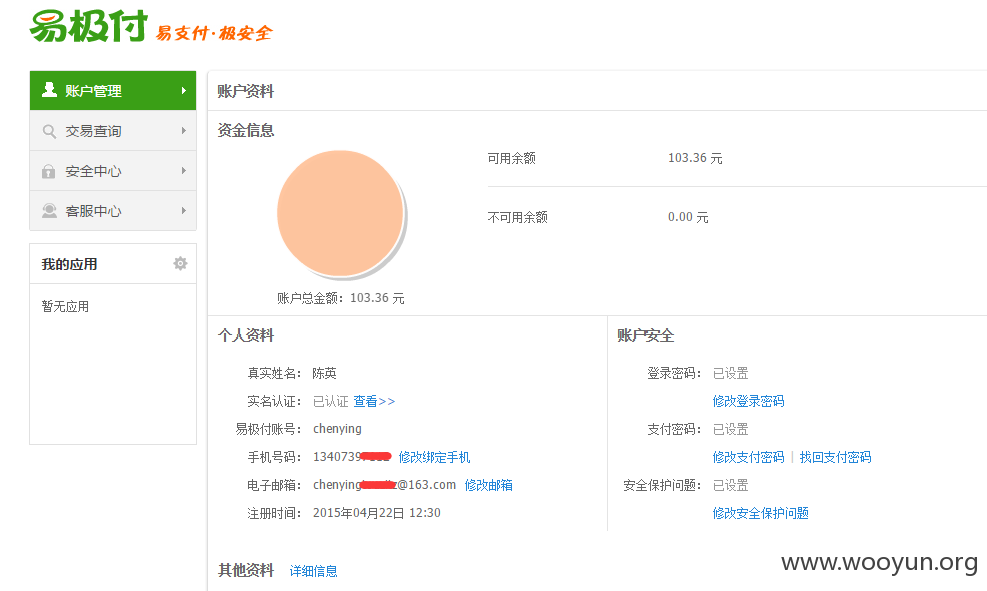 易极付 易支付·极安全
账户管理
交易查询
安全中心
客服中心
我的应用
暂无应用
账户资料
资金信息
可用余额 103.36 元
不可用余额 0.00 元
账户总金额：103.36 元
个人资料
真实姓名： 陈英
实名认证： 已认证 查看>>
易极付账号： chenying
手机号码： 1340739 修改绑定手机
电子邮箱： chenying @163.com 修改邮箱
注册时间： 2015年04月22日 12:30
账户安全
登录密码： 已设置
修改登录密码
支付密码： 已设置
修改支付密码 | 找回支付密码
安全保护问题： 已设置
修改安全保护问题
其他资料 详细信息
www.wooyun.org